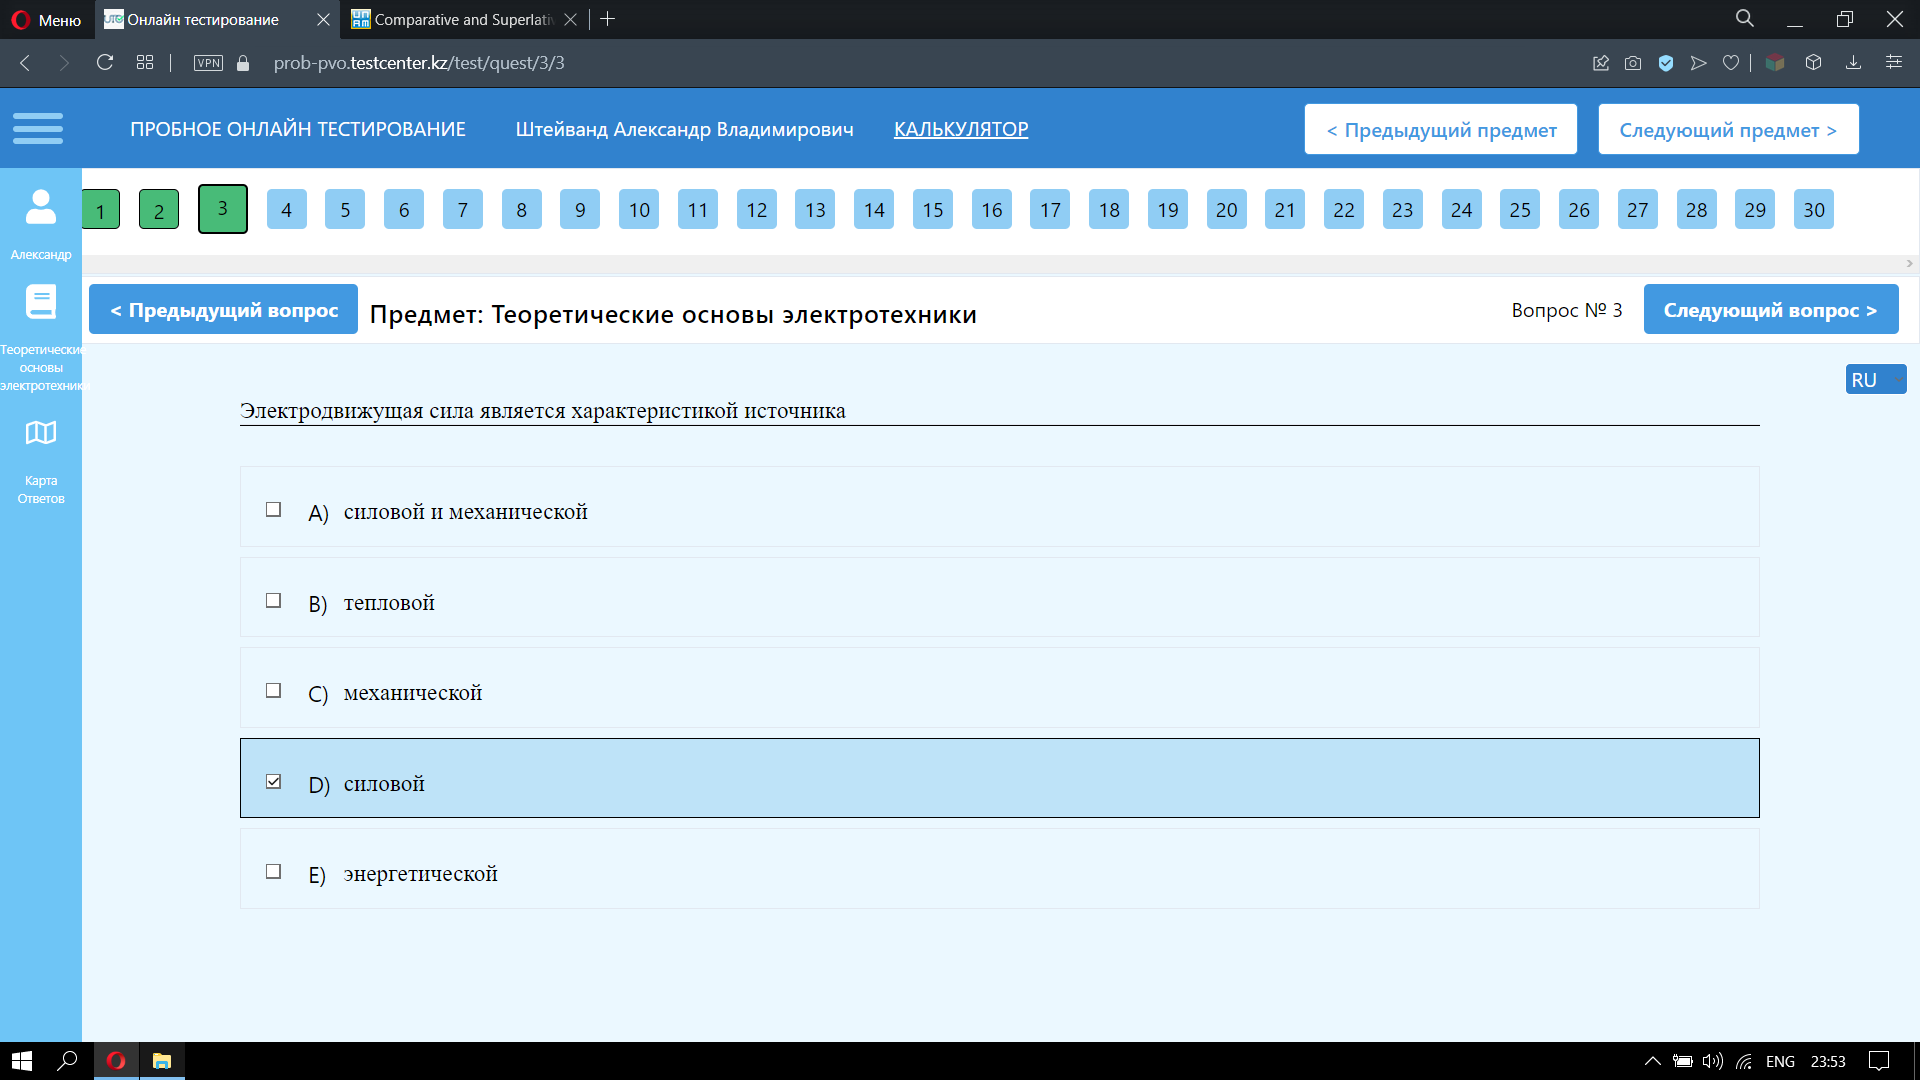 Меню
Онлайн тестирование
Comparative and Superlati
VPN
prob-pvo.testcenter.kz/test/quest/3/3
ПРОБНОЕ ОНЛАЙН ТЕСТИРОВАНИЕ
Штейванд Александр Владимирович
КАЛЬКУЛЯТОР
< Предыдущий предмет
Следующий предмет >
1 2 3 4 5 6 7 8 9 10 11 12 13 14 15 16 17 18 19 20 21 22 23 24 25 26 27 28 29 30
Александр
Теоретические
основы
электротехники
Карта
Ответов
< Предыдущий вопрос
Предмет: Теоретические основы электротехники
Вопрос № 3
Следующий вопрос >
RU
Электродвижущая сила является характеристикой источника
A) силовой и механической
B) тепловой
C) механической
D) силовой
E) энергетической
ENG
23:53